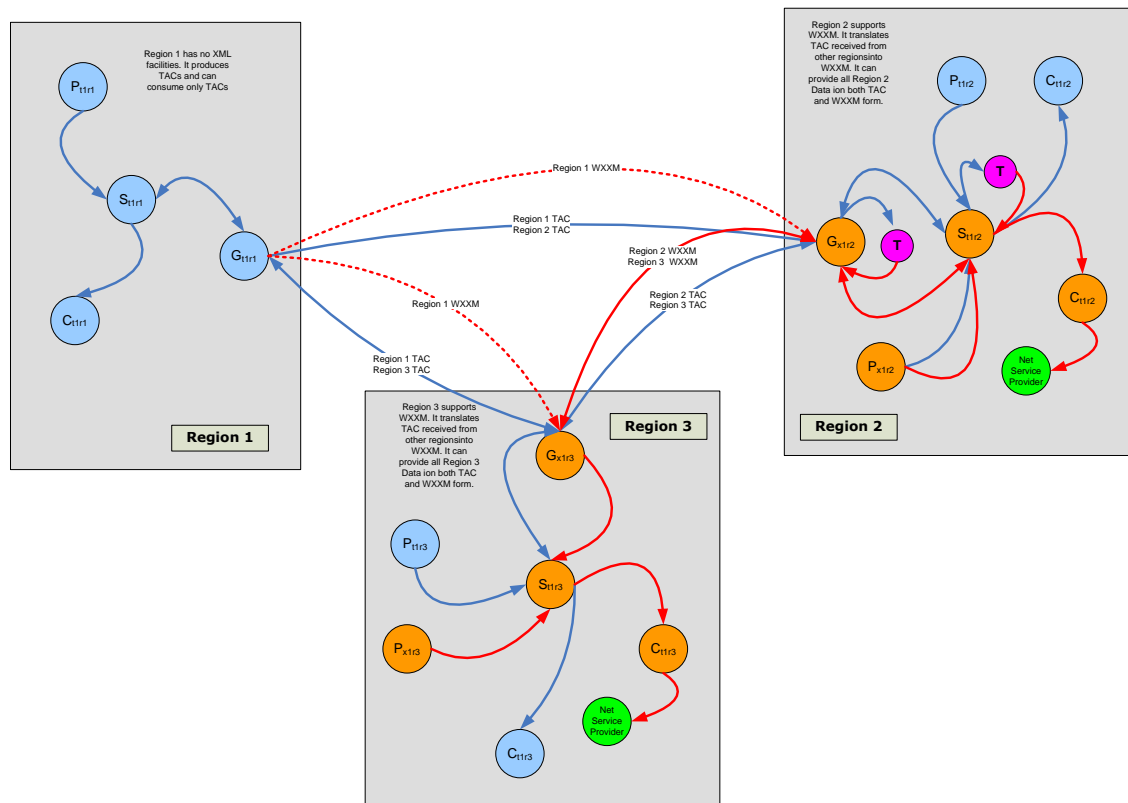 Region 1 has no XML
facilities. It produces
TACs and can
consume only TACs
Pt1r1
St1r1
Gt1r1
Ct1r1
Region 1
Region 1 WXXM
Region 1 TAC
Region 2 TAC
Region 2 WXXM
Region 3 WXXM
Region 1 WXXM
Region 2 TAC
Region 3 TAC
Region 1 TAC
Region 3 TAC
Region 2 supports
WXXM. It translates
TAC received from
other regionsinto
WXXM. It can
provide all Region 2
Data ion both TAC
and WXXM form.
Pt1r2
Ct1r2
T
Gx1r2
T
St1r2
Ct1r2
Px1r2
Net
Service
Provider
Region 2
Region 3 supports
WXXM. It translates
TAC received from
other regionsinto
WXXM. It can
provide all Region 3
Data ion both TAC
and WXXM form.
Region 3
Gx1r3
Pt1r3
St1r3
Px1r3
Ct1r3
Net
Service
Provider
Ct1r3